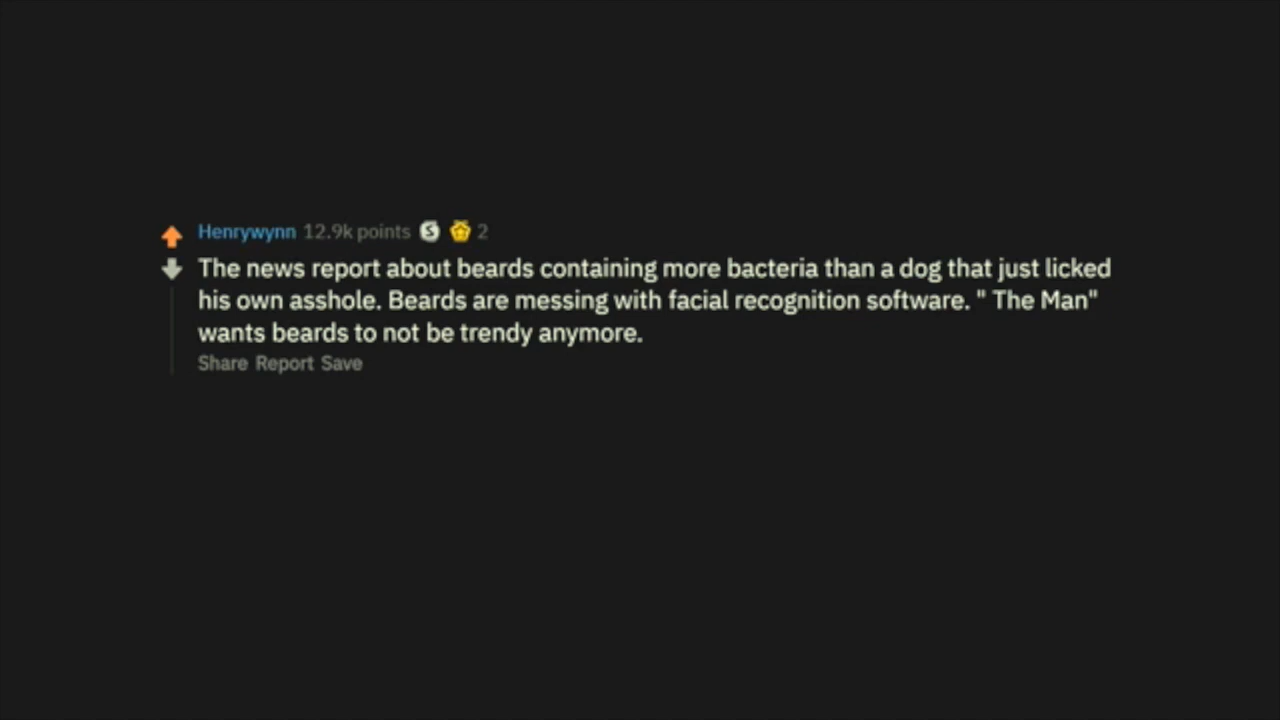 Henrywynn 12.9k points S 2
The news report about beards containing more bacteria than a dog that just licked
his own asshole. Beards are messing with facial recognition software. " The Man"
wants beards to not be trendy anymore.
Share Report Save